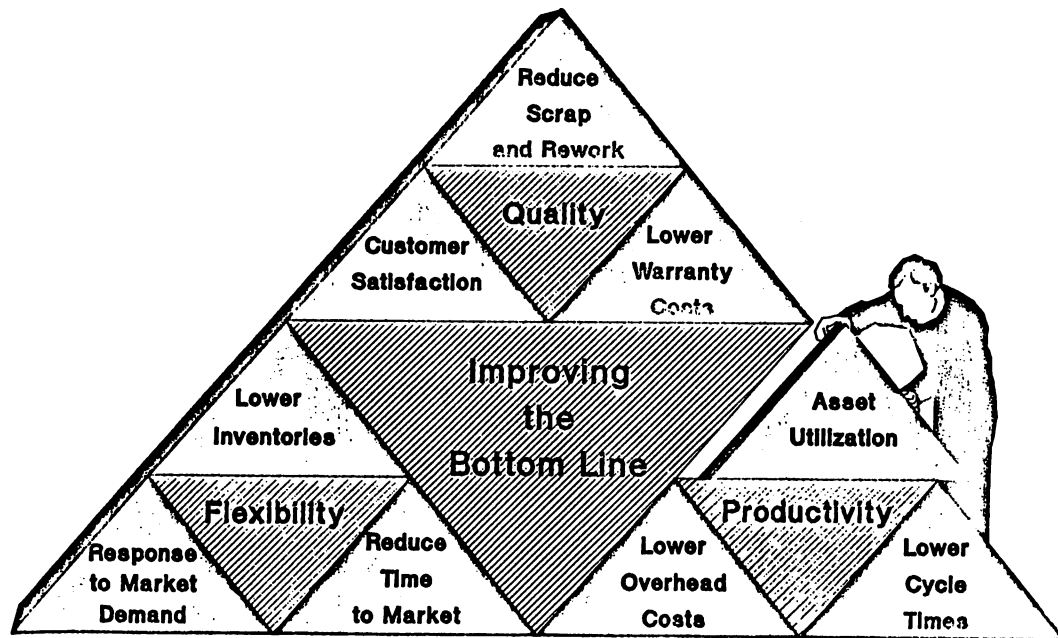 Reduce
Scrap
and Rework
Quality
Customer
Satisfaction
Lower
Warranty
Costs
Improving
the
Bottom Line
Lower
Inventories
Asset
Utilization
Flexibility
Productivity
Response
to Market
Demand
Reduce
Time
to Market
Lower
Overhead
Costs
Lower
Cycle
Times